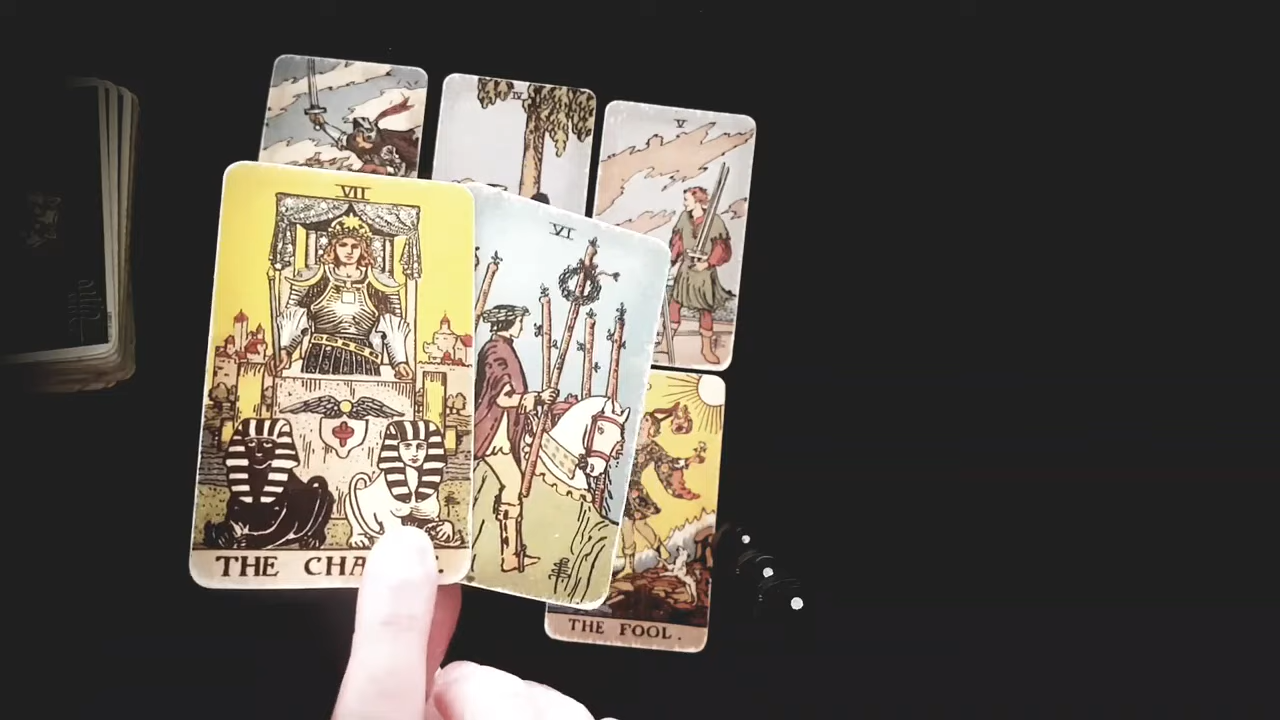 IV
V
VII
VI
THE CHA
THE FOOL.